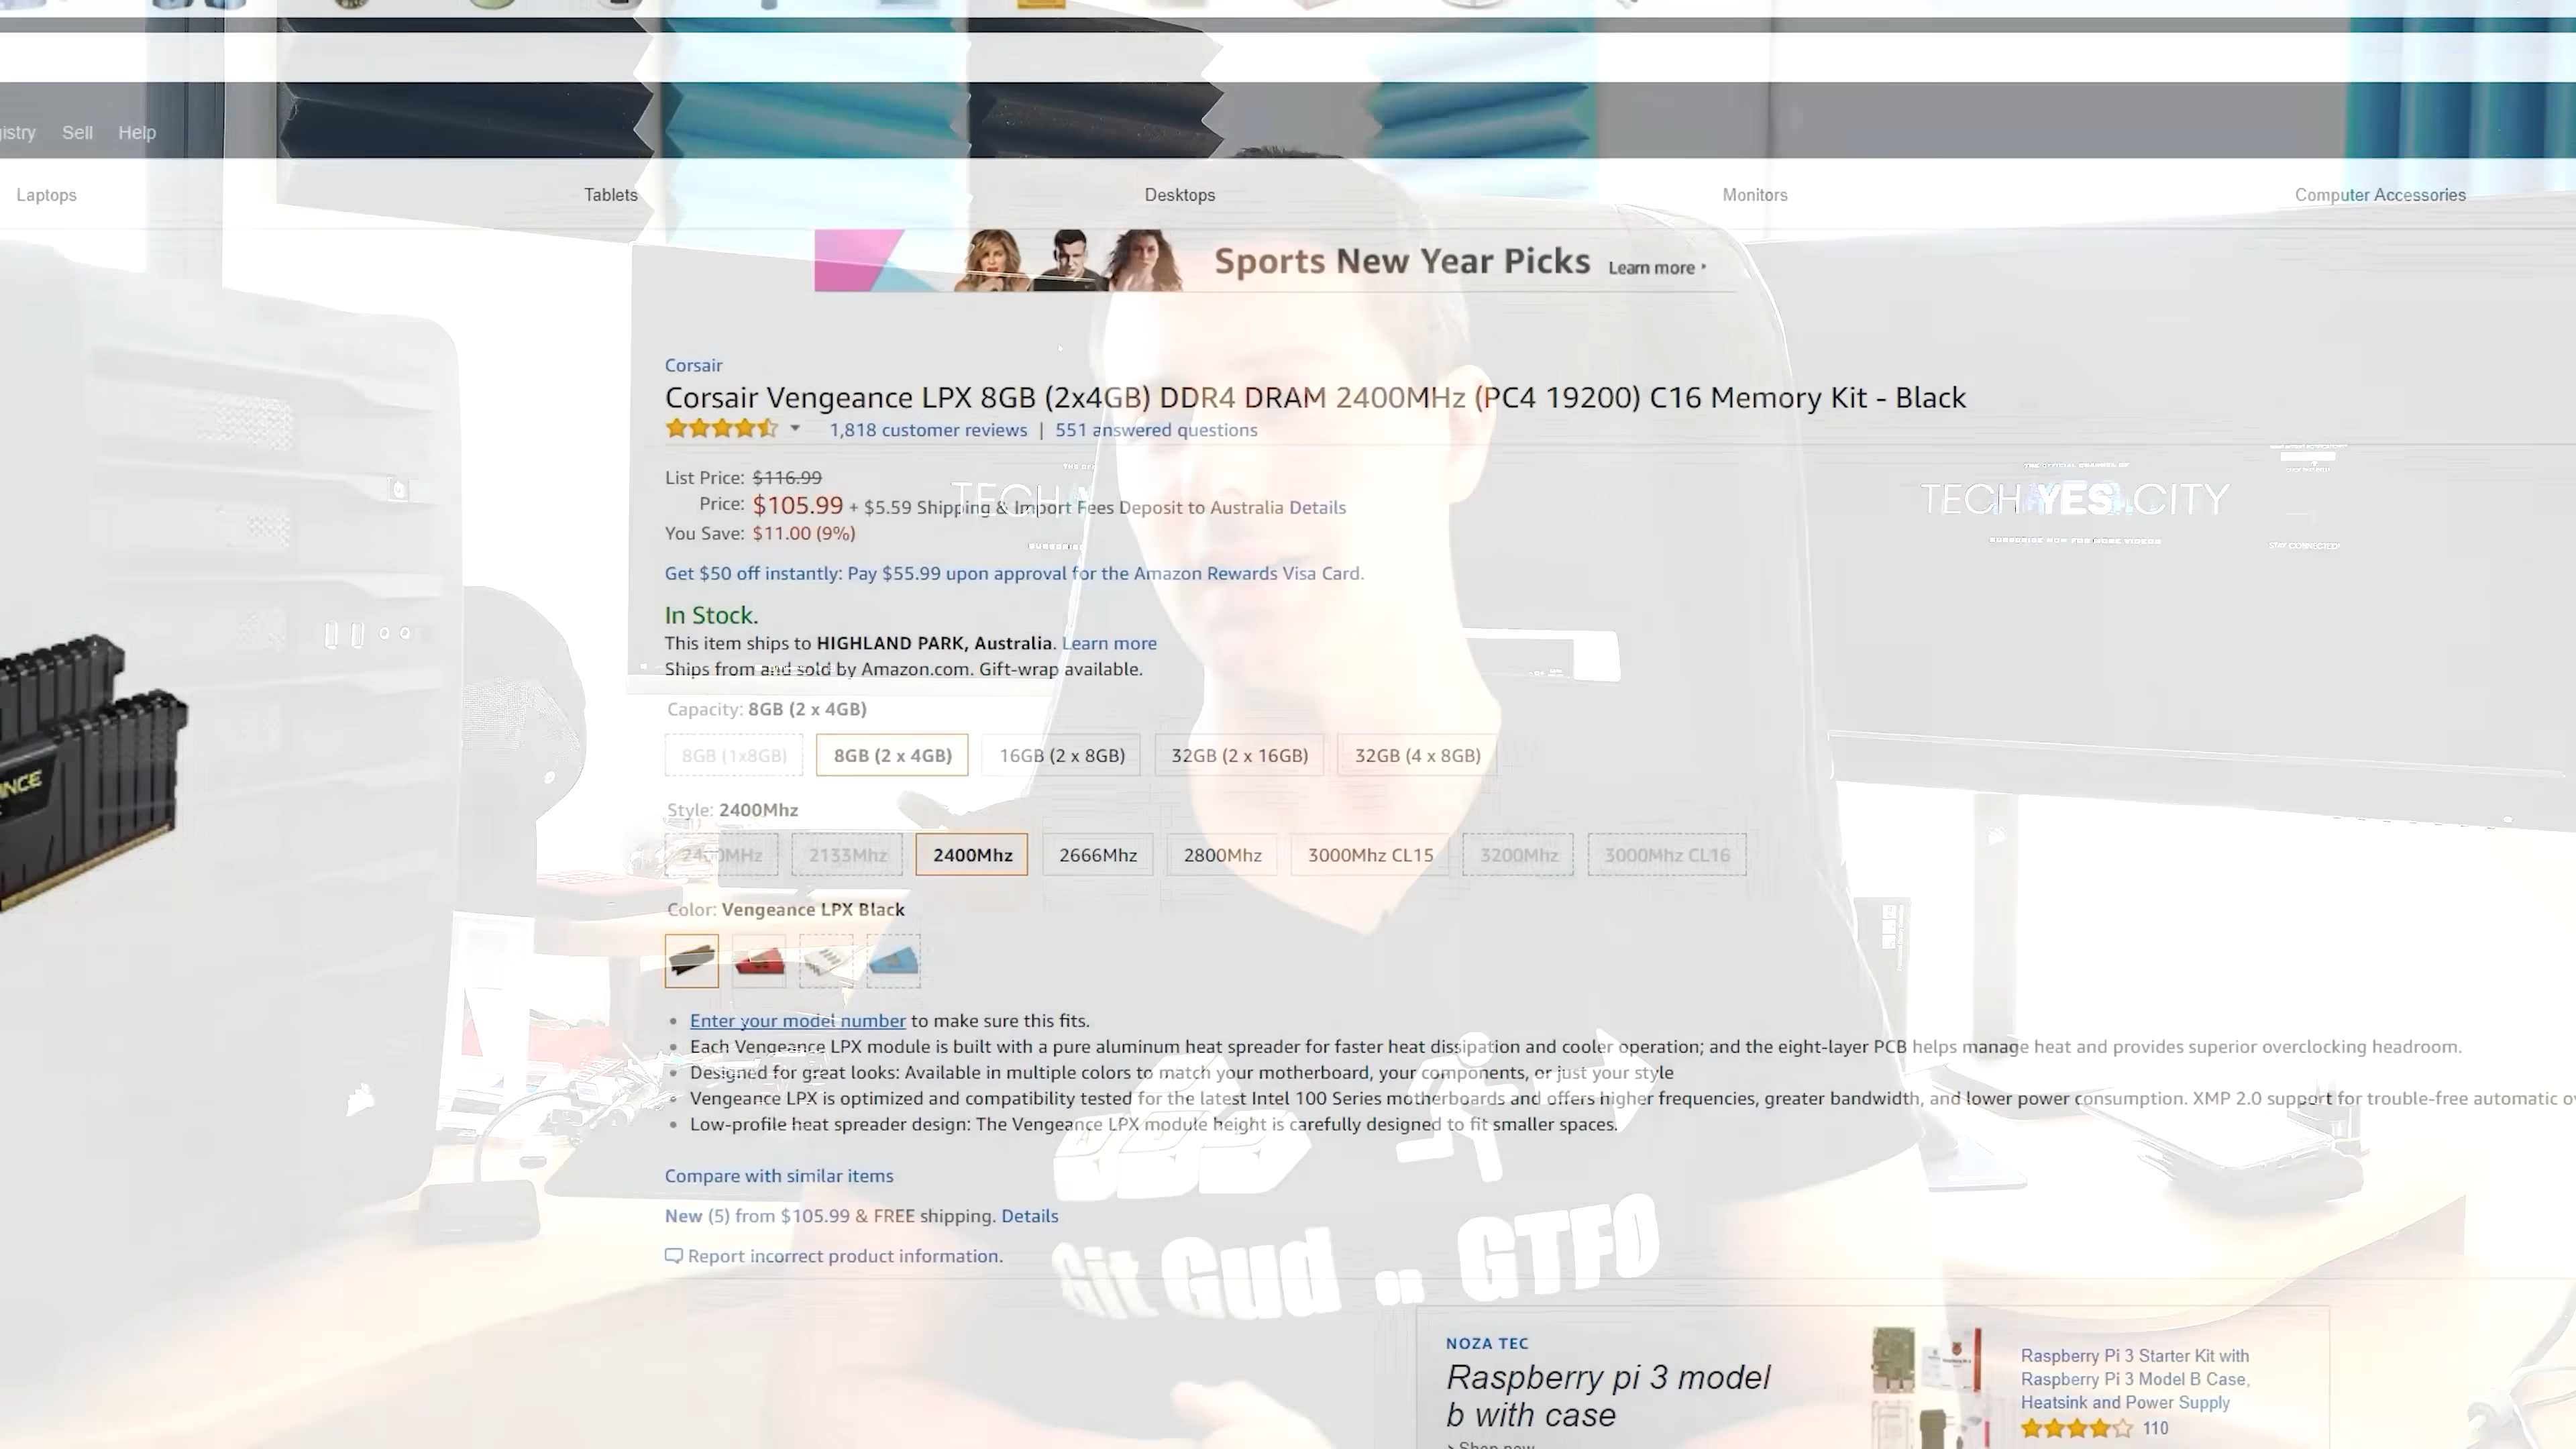 Sell Help
Laptops Tablets Desktops Monitors Computer Accessories
Sports New Year Picks Learn more
Corsair
Corsair Vengeance LPX 8GB (2x4GB) DDR4 DRAM 2400MHz (PC4 19200) C16 Memory Kit - Black
1,818 customer reviews | 551 answered questions
List Price: $116.99
Price: $105.99 + $5.59 Shipping & Import Fees Deposit to Australia Details
You Save: $11.00 (9%)
TECH
TECH YES CITY
SUBSCRIBE NOW FOR MORE VIDEOS
STAY CONNECTED!
Get $50 off instantly: Pay $55.99 upon approval for the Amazon Rewards Visa Card.
In Stock.
This item ships to HIGHLAND PARK, Australia. Learn more
Ships from and sold by Amazon.com. Gift-wrap available.
Capacity: 8GB (2 x 4GB)
8GB (1x8GB) 8GB (2 x 4GB) 16GB (2 x 8GB) 32GB (2 x 16GB) 32GB (4 x 8GB)
Style: 2400Mhz
2400MHz 2133Mhz 2400Mhz 2666Mhz 2800Mhz 3000Mhz CL15 3200Mhz 3000Mhz CL16
Color: Vengeance LPX Black
Enter your model number to make sure this fits.
Each Vengeance LPX module is built with a pure aluminum heat spreader for faster heat dissipation and cooler operation; and the eight-layer PCB helps manage heat and provides superior overclocking headroom.
Designed for great looks: Available in multiple colors to match your motherboard, your components, or just your style
Vengeance LPX is optimized and compatibility tested for the latest Intel 100 Series motherboards and offers higher frequencies, greater bandwidth, and lower power consumption. XMP 2.0 support for trouble-free automatic
Low-profile heat spreader design: The Vengeance LPX module height is carefully designed to fit smaller spaces.
Compare with similar items
New (5) from $105.99 & FREE shipping. Details
Report incorrect product information.
Git Gud or GTFO
NOZA TEC
Raspberry pi 3 model
b with case
Raspberry Pi 3 Starter Kit with
Raspberry Pi 3 Model B Case,
Heatsink and Power Supply
110